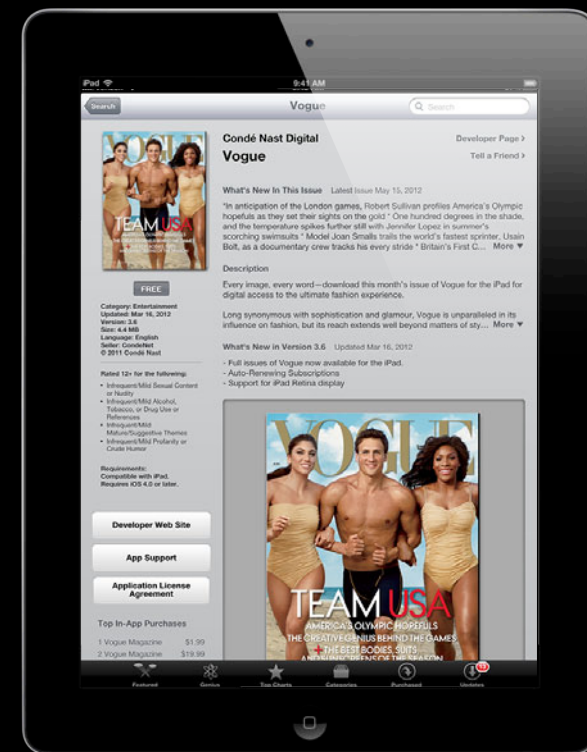 iPad
9:41 AM
Search
Vogue
Search
VOGUE
TEAM USA
AMERICA'S OLYMPIC HOPEFULS
FREE
Category: Entertainment
Updated: Mar 16, 2012
Version: 3.6
Size: 4.4 MB
Language: English
Seller: CondeNet
© 2011 Condé Nast
Rated 12+ for the following:
• Infrequent/Mild Sexual Content
or Nudity
• Infrequent/Mild Alcohol,
Tobacco, or Drug Use or
References
• Infrequent/Mild
Mature/Suggestive Themes
• Infrequent/Mild Profanity or
Crude Humor
Requirements:
Compatible with iPad.
Requires iOS 4.0 or later.
Developer Web Site
App Support
Application License
Agreement
Top In-App Purchases
1 Vogue Magazine $1.99
2 Vogue Magazine $19.99
Condé Nast Digital
Developer Page ›
Vogue
Tell a Friend ›
What's New In This Issue Latest Issue May 15, 2012
"In anticipation of the London games, Robert Sullivan profiles America's Olympic
hopefuls as they set their sights on the gold * One hundred degrees in the shade,
and the temperature spikes further still with Jennifer Lopez in summer's
scorching swimsuits * Model Joan Smalls trails the world's fastest sprinter, Usain
Bolt, as a documentary crew tracks his every stride * Britain's First C... More ▼
Description
Every image, every word—download this month's issue of Vogue for the iPad for
digital access to the ultimate fashion experience.
Long synonymous with sophistication and glamour, Vogue is unparalleled in its
influence on fashion, but its reach extends well beyond matters of sty... More ▼
What's New in Version 3.6 Updated Mar 16, 2012
- Full issues of Vogue now available for the iPad.
- Auto-Renewing Subscriptions
- Support for iPad Retina display
VOGUE
TEAM USA
AMERICA'S OLYMPIC HOPEFULS
THE CREATIVE GENIUS BEHIND THE GAMES
+THE BEST BODIES, SUITS
AND SUNSCREENS OF THE SEASON
Featured
Genius
Top Charts
Categories
Purchased
Updates